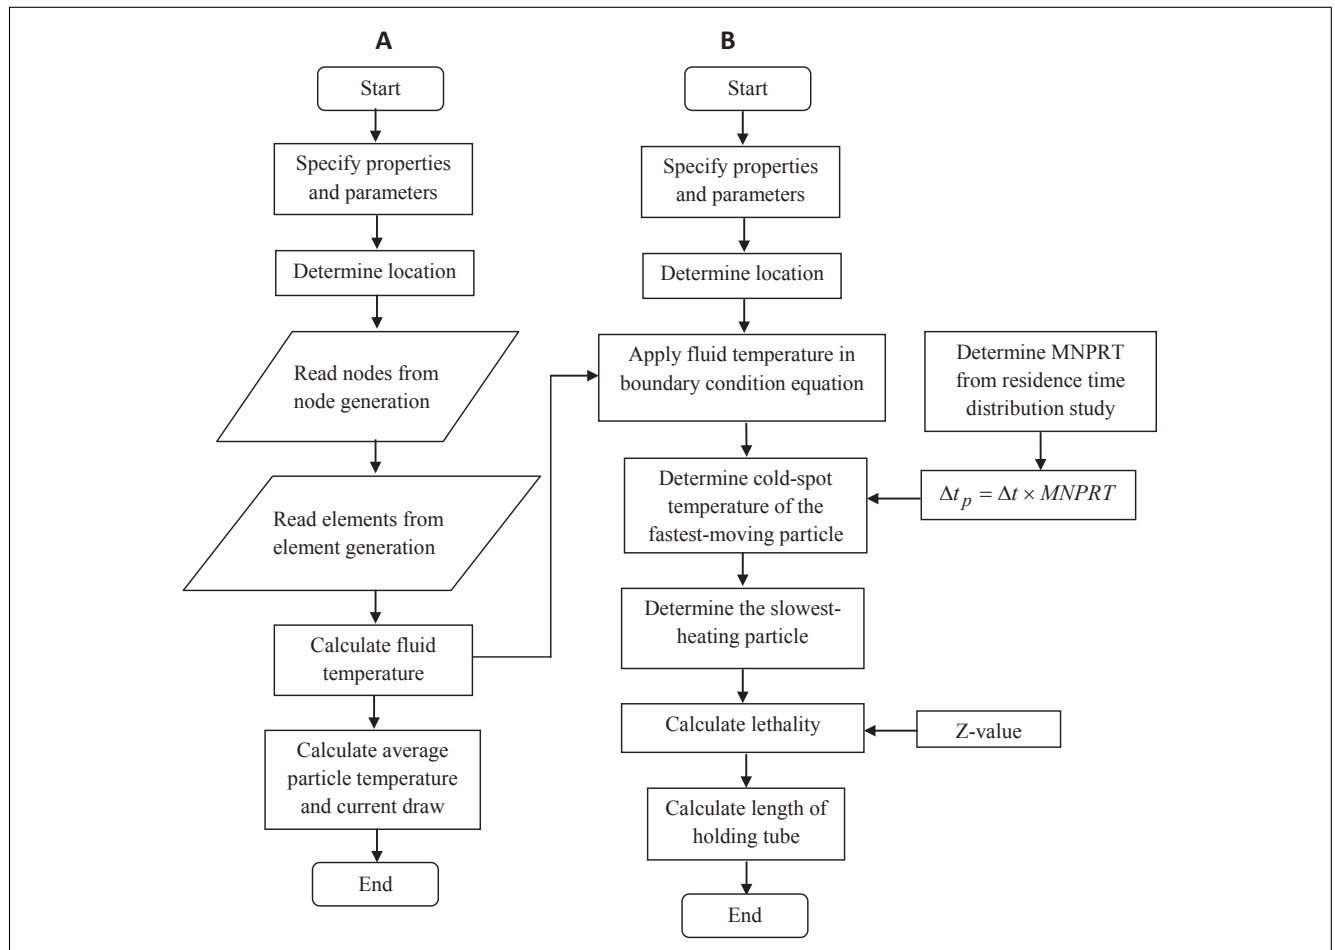 A
Start
Specify properties
and parameters
Determine location
Read nodes from
node generation
Read elements from
element generation
Calculate fluid
temperature
Calculate average
particle temperature
and current draw
End
B
Start
Specify properties
and parameters
Determine location
Apply fluid temperature in
boundary condition equation
Determine MNPRT
from residence time
distribution study
Δt_p = Δt × MNPRT
Determine cold-spot
temperature of the
fastest-moving particle
Determine the slowest-
heating particle
Calculate lethality
Z-value
Calculate length of
holding tube
End